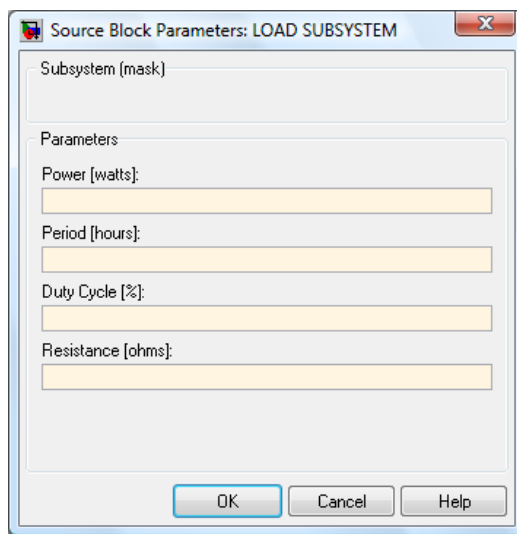 Source Block Parameters: LOAD SUBSYSTEM
Subsystem (mask)
Parameters
Power [watts]:
Period [hours]:
Duty Cycle [%]:
Resistance [ohms]:
OK Cancel Help